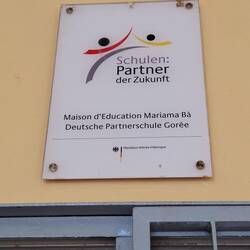 Schulen:
Partner
der Zukunft
Maison d'Education Mariama Bâ
Deutsche Partnerschule Gorée